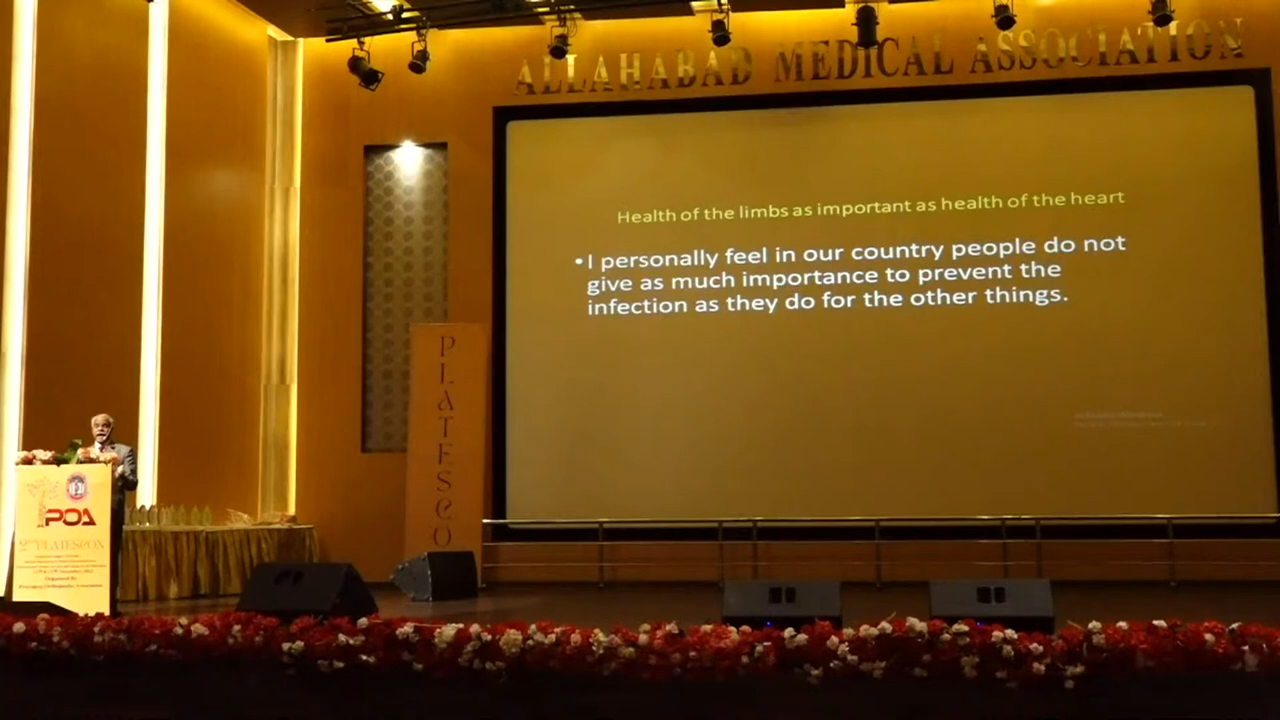 ALLAHABAD MEDICAL ASSOCIATION
Health of the limbs as important as health of the heart
• I personally feel in our country people do not
give as much importance to prevent the
infection as they do for the other things.
PLATESCO
POA
2nd PLATESCON
Organised By